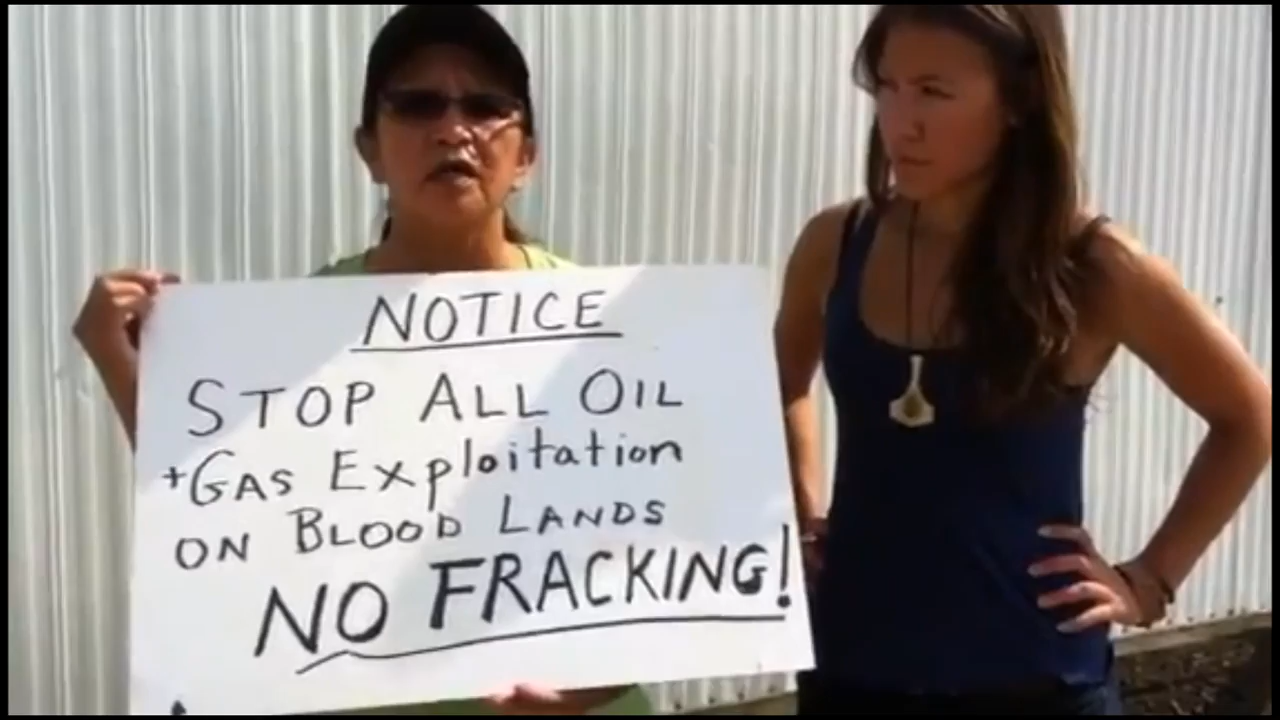 NOTICE
STOP ALL OIL
+GAS Exploitation
ON BLOOD LANDS
NO FRACKING!